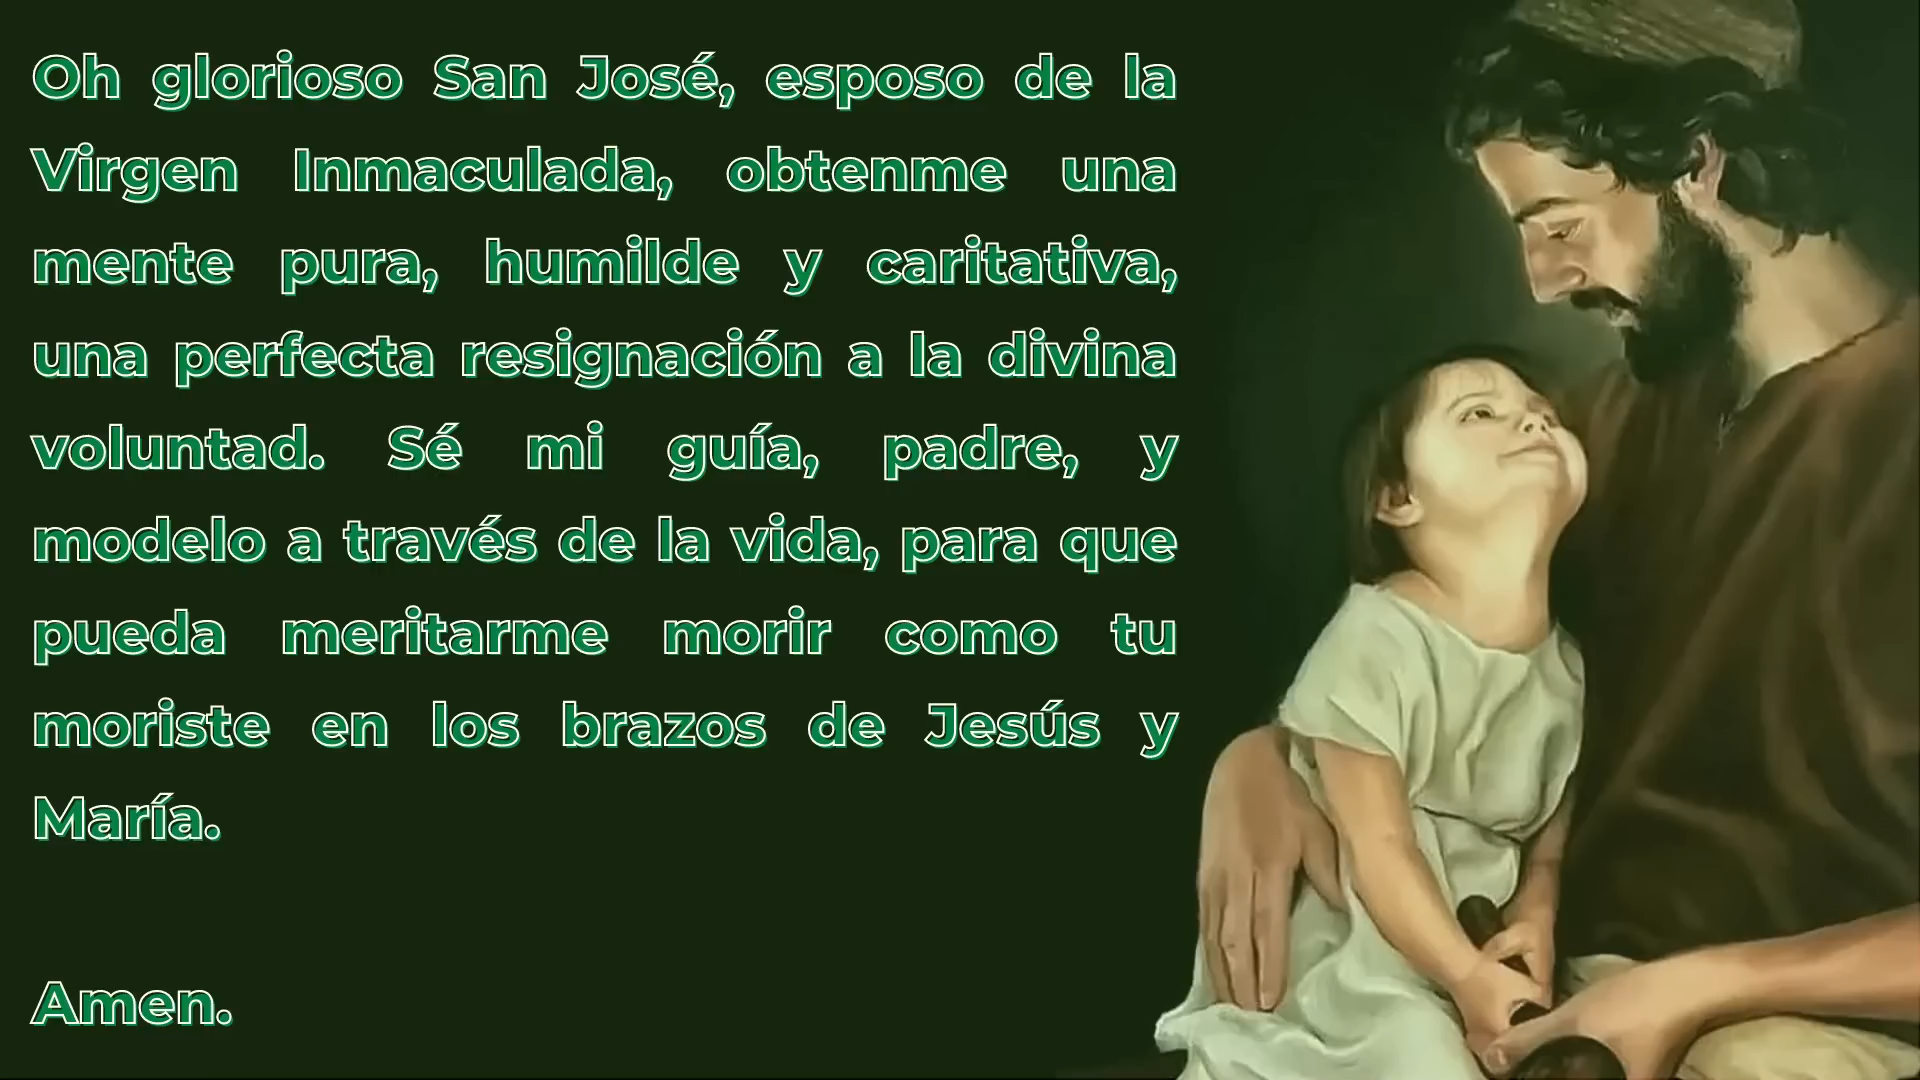 Oh glorioso San José, esposo de la
Virgen Inmaculada, obtenme una
mente pura, humilde y caritativa,
una perfecta resignación a la divina
voluntad. Sé mi guía, padre, y
modelo a través de la vida, para que
pueda meritarme morir como tu
moriste en los brazos de Jesús y
María.
Amen.